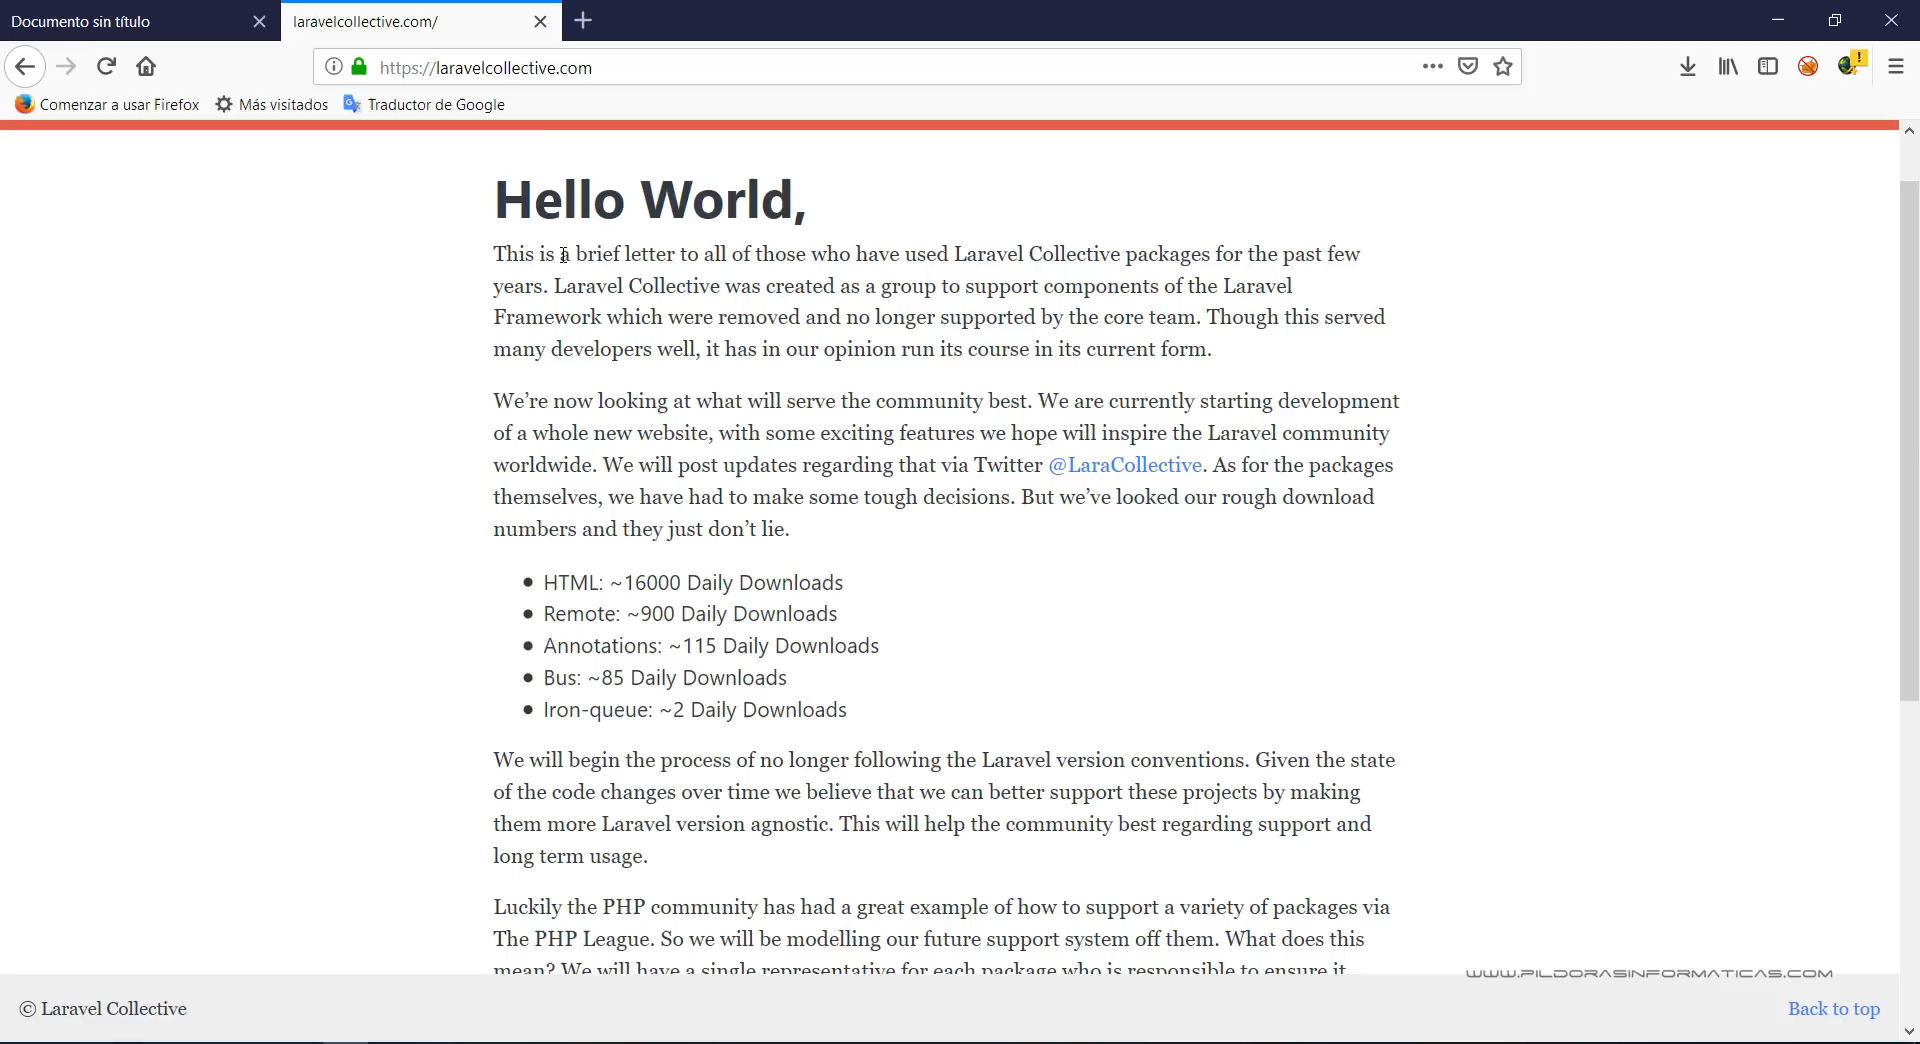 Documento sin título
laravelcollective.com/
https://laravelcollective.com
Comenzar a usar Firefox
Más visitados
Traductor de Google
Hello World,
This is a brief letter to all of those who have used Laravel Collective packages for the past few
years. Laravel Collective was created as a group to support components of the Laravel
Framework which were removed and no longer supported by the core team. Though this served
many developers well, it has in our opinion run its course in its current form.
We’re now looking at what will serve the community best. We are currently starting development
of a whole new website, with some exciting features we hope will inspire the Laravel community
worldwide. We will post updates regarding that via Twitter @LaraCollective. As for the packages
themselves, we have had to make some tough decisions. But we’ve looked our rough download
numbers and they just don’t lie.
• HTML: ~16000 Daily Downloads
• Remote: ~900 Daily Downloads
• Annotations: ~115 Daily Downloads
• Bus: ~85 Daily Downloads
• Iron-queue: ~2 Daily Downloads
We will begin the process of no longer following the Laravel version conventions. Given the state
of the code changes over time we believe that we can better support these projects by making
them more Laravel version agnostic. This will help the community best regarding support and
long term usage.
Luckily the PHP community has had a great example of how to support a variety of packages via
The PHP League. So we will be modelling our future support system off them. What does this
mean? We will have a single representative for each package who is responsible to ensure it
WWW.PILDORASINFORMATICAS.COM
© Laravel Collective
Back to top